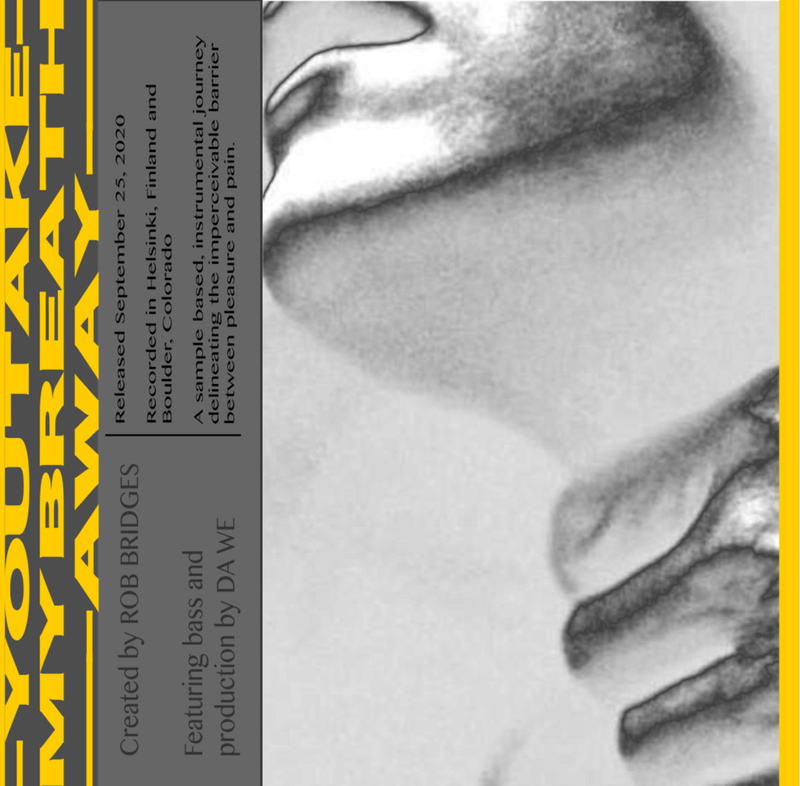 YOU TAKE
MY BREATH
AWAY
Created by ROB BRIDGES
Featuring bass and
production by DA WE
Released September 25, 2020
Recorded in Helsinki, Finland and
Boulder, Colorado
A sample based, instrumental journey
delineating the imperceivable barrier
between pleasure and pain.